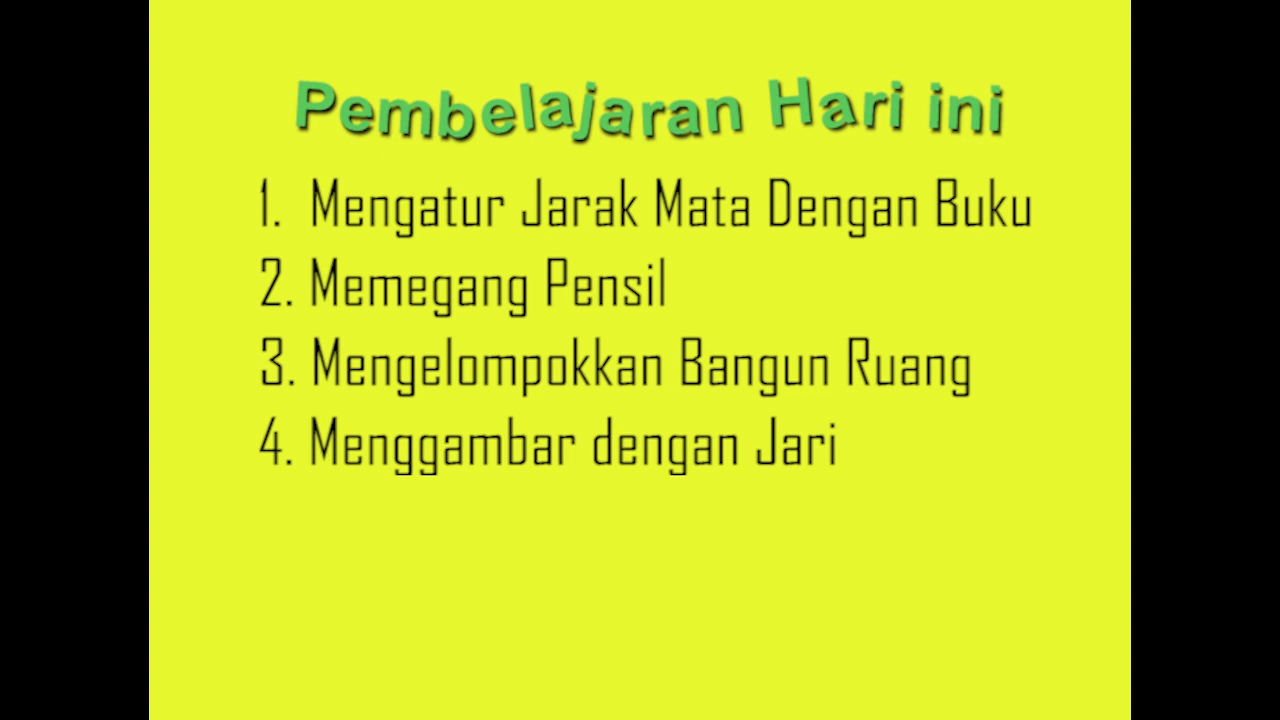 Pembelajaran Hari ini
1. Mengatur Jarak Mata Dengan Buku
2. Memegang Pensil
3. Mengelompokkan Bangun Ruang
4. Menggambar dengan Jari